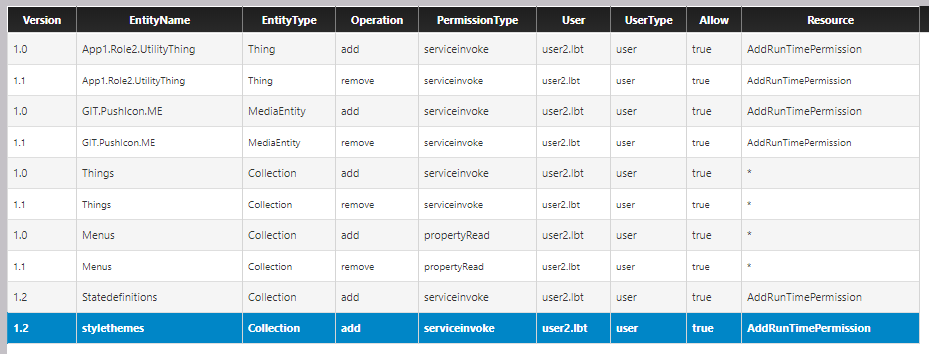 Version EntityName EntityType Operation PermissionType User UserType Allow Resource
1.0 App1.Role2.UtilityThing Thing add serviceinvoke user2.lbt user true AddRunTimePermission
1.1 App1.Role2.UtilityThing Thing remove serviceinvoke user2.lbt user true AddRunTimePermission
1.0 GIT.PushIcon.ME MediaEntity add serviceinvoke user2.lbt user true AddRunTimePermission
1.1 GIT.PushIcon.ME MediaEntity remove serviceinvoke user2.lbt user true AddRunTimePermission
1.0 Things Collection add serviceinvoke user2.lbt user true *
1.1 Things Collection remove serviceinvoke user2.lbt user true *
1.0 Menus Collection add propertyRead user2.lbt user true *
1.1 Menus Collection remove propertyRead user2.lbt user true *
1.2 Statedefinitions Collection add serviceinvoke user2.lbt user true AddRunTimePermission
1.2 stylethemes Collection add serviceinvoke user2.lbt user true AddRunTimePermission